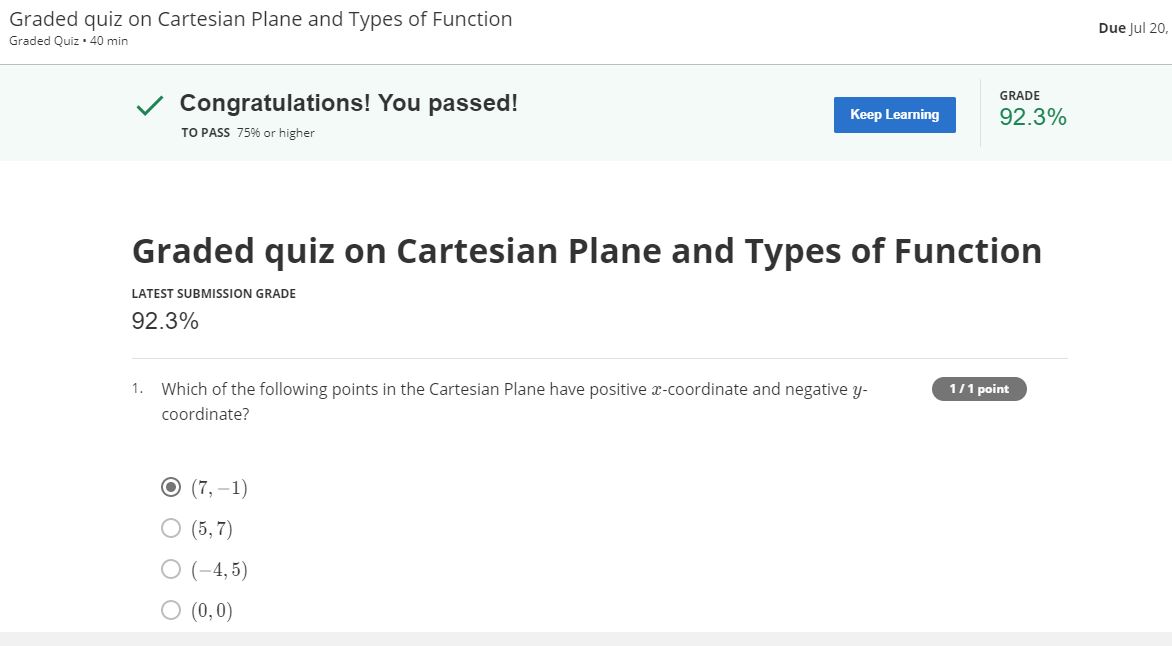 Graded quiz on Cartesian Plane and Types of Function
Graded Quiz • 40 min
Due Jul 20,
Congratulations! You passed!
TO PASS 75% or higher
Keep Learning
GRADE
92.3%
Graded quiz on Cartesian Plane and Types of Function
LATEST SUBMISSION GRADE
92.3%
1. Which of the following points in the Cartesian Plane have positive x-coordinate and negative y-
coordinate?
1 / 1 point
(7, −1)
(5, 7)
(−4, 5)
(0, 0)